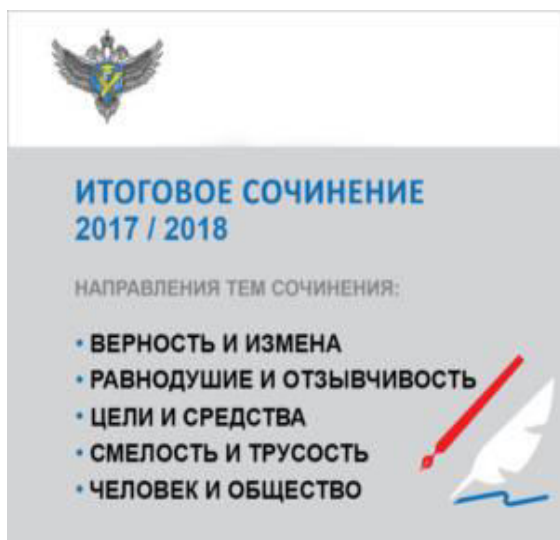 ИТОГОВОЕ СОЧИНЕНИЕ
2017 / 2018
НАПРАВЛЕНИЯ ТЕМ СОЧИНЕНИЯ:
• ВЕРНОСТЬ И ИЗМЕНА
• РАВНОДУШИЕ И ОТЗЫВЧИВОСТЬ
• ЦЕЛИ И СРЕДСТВА
• СМЕЛОСТЬ И ТРУСОСТЬ
• ЧЕЛОВЕК И ОБЩЕСТВО